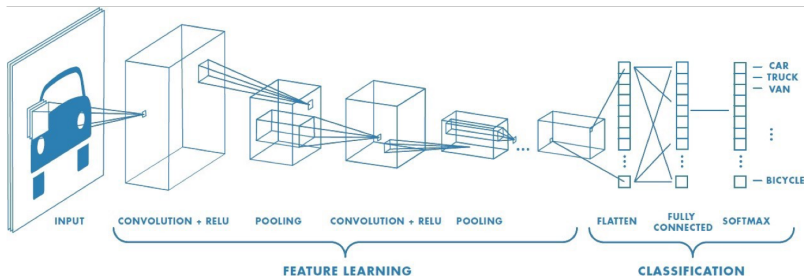 CAR
TRUCK
VAN
BICYCLE
INPUT
CONVOLUTION + RELU
POOLING
CONVOLUTION + RELU
POOLING
FLATTEN
FULLY
CONNECTED
SOFTMAX
FEATURE LEARNING
CLASSIFICATION